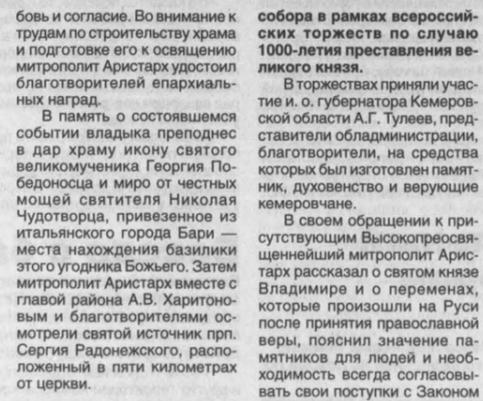 бовь и согласие. Во внимание к
трудам по строительству храма
и подготовке его к освящению
митрополит Аристарх удостоил
благотворителей епархиаль-
ных наград.
В память о состоявшемся
событии владыка преподнес
в дар храму икону святого
великомученика Георгия По-
бедоносца и миро от честных
мощей святителя Николая
Чудотворца, привезенное из
итальянского города Бари —
места нахождения базилики
этого угодника Божьего. Затем
митрополит Аристарх вместе с
главой района А.В. Харитоно-
вым и благотворителями ос-
мотрели святой источник прп.
Сергия Радонежского, распо-
ложенный в пяти километрах
от церкви.
собора в рамках всероссий-
ских торжеств по случаю
1000-летия преставления ве-
ликого князя.
В торжествах приняли учас-
тие и. о. губернатора Кемеров-
ской области А.Г. Тулеев, пред-
ставители обладминистрации,
благотворители, на средства
которых был изготовлен памят-
ник, духовенство и верующие
кемеровчане.
В своем обращении к при-
сутствующим Высокопреосвя-
щеннейший митрополит Арис-
тарх рассказал о святом князе
Владимире и о переменах,
которые произошли на Руси
после принятия православной
веры, пояснил значение па-
мятников для людей и необ-
ходимость всегда согласовы-
вать свои поступки с Законом